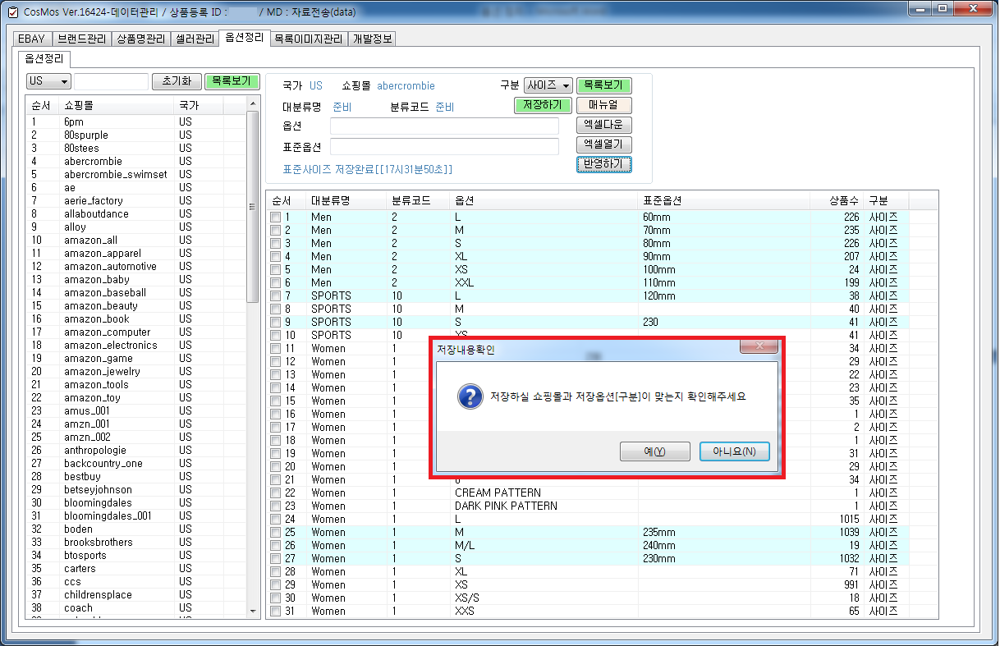 CosMos Ver.16424-데이터관리 / 상품등록 ID : / MD : 자료전송(data)
EBAY 브랜드관리 상품명관리 셀러관리 옵션정리 목록이미지관리 개발정보
옵션정리
US 초기화 목록보기
순서 쇼핑몰 국가
1 6pm US
2 80spurple US
3 80stees US
4 abercrombie US
5 abercrombie_swimset US
6 ae US
7 aerie_factory US
8 allaboutdance US
9 alloy US
10 amazon_all US
11 amazon_apparel US
12 amazon_automotive US
13 amazon_baby US
14 amazon_baseball US
15 amazon_beauty US
16 amazon_book US
17 amazon_computer US
18 amazon_electronics US
19 amazon_game US
20 amazon_jewelry US
21 amazon_tools US
22 amazon_toy US
23 amus_001 US
24 amzn_001 US
25 amzn_002 US
26 anthropologie US
27 backcountry_one US
28 bestbuy US
29 betseyjohnson US
30 bloomingdales US
31 bloomingdales_001 US
32 boden US
33 brooksbrothers US
34 btosports US
35 carters US
36 ccs US
37 childrensplace US
38 coach US
국가 US 쇼핑몰 abercrombie 구분 사이즈 목록보기
대분류명 준비 분류코드 준비 저장하기 매뉴얼
옵션 엑셀다운
표준옵션 엑셀열기
표준사이즈 저장완료[[17시31분50초]] 반영하기
순서 대분류명 분류코드 옵션 표준옵션 상품수 구분
1 Men 2 L 60mm 226 사이즈
2 Men 2 M 70mm 235 사이즈
3 Men 2 S 80mm 226 사이즈
4 Men 2 XL 90mm 207 사이즈
5 Men 2 XS 100mm 24 사이즈
6 Men 2 XXL 110mm 199 사이즈
7 SPORTS 10 L 120mm 38 사이즈
8 SPORTS 10 M 40 사이즈
9 SPORTS 10 S 230 41 사이즈
10 SPORTS 10 XS 41 사이즈
11 Women 1 34 사이즈
12 Women 1 29 사이즈
13 Women 1 22 사이즈
14 Women 1 23 사이즈
15 Women 1 35 사이즈
16 Women 1 1 사이즈
17 Women 1 2 사이즈
18 Women 1 1 사이즈
19 Women 1 31 사이즈
20 Women 1 29 사이즈
21 Women 1 34 사이즈
22 Women 1 CREAM PATTERN 1 사이즈
23 Women 1 DARK PINK PATTERN 1 사이즈
24 Women 1 L 1015 사이즈
25 Women 1 M 235mm 1039 사이즈
26 Women 1 M/L 240mm 19 사이즈
27 Women 1 S 230mm 1032 사이즈
28 Women 1 XL 71 사이즈
29 Women 1 XS 991 사이즈
30 Women 1 XS/S 18 사이즈
31 Women 1 XXS 65 사이즈
저장내용확인
저장하실 쇼핑몰과 저장옵션[구분]이 맞는지 확인해주세요
예(Y) 아니요(N)